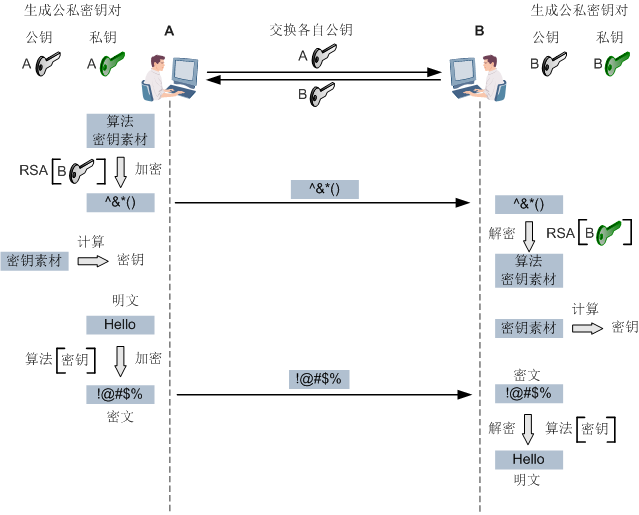 生成公私密钥对
公钥
私钥
A
A
A
交换各自公钥
A
B
B
生成公私密钥对
公钥
私钥
B
B
算法
密钥素材
RSA [ B ]
加密
^&*()
^&*()
^&*()
解密
RSA [ B ]
算法
密钥素材
密钥素材
计算
密钥
密钥素材
计算
密钥
明文
Hello
算法 [密钥]
加密
!@#$%
密文
!@#$%
密文
!@#$%
解密
算法 [密钥]
Hello
明文